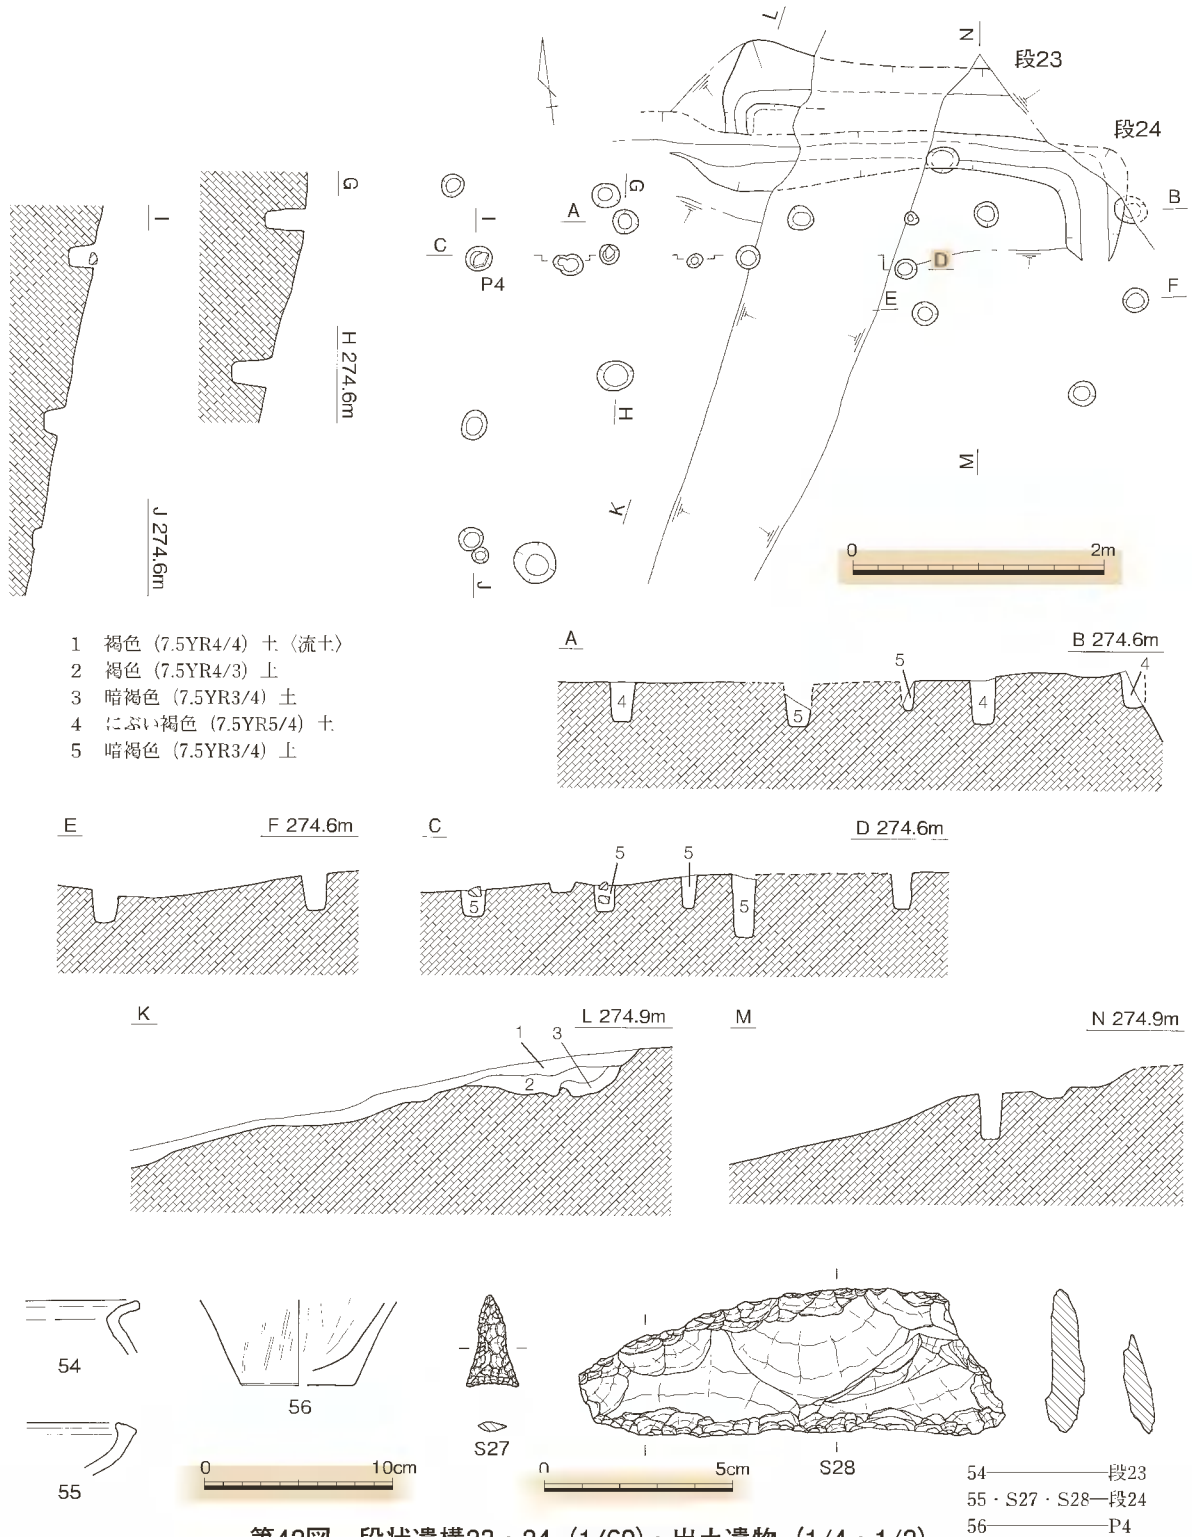 L
N
段23
段24
G
I
G
I
A
B
C
P4
L
D
E
F
H 274.6m
H
M
K
J 274.6m
J
0 2m
1 褐色（7.5YR4/4）土〈流土〉
2 褐色（7.5YR4/3）土
3 暗褐色（7.5YR3/4）土
4 にぶい褐色（7.5YR5/4）土
5 暗褐色（7.5YR3/4）土
A B 274.6m
5 4
4 5 4
E F 274.6m
C D 274.6m
5 5
5 5
K L 274.9m
1 3
2
M N 274.9m
54
55
56
S27
S28
0 10cm
0 5cm
54――段23
55・S27・S28―段24
56――P4
第42図 段状遺構23・24（1/60）・出土遺物（1/4・1/2）